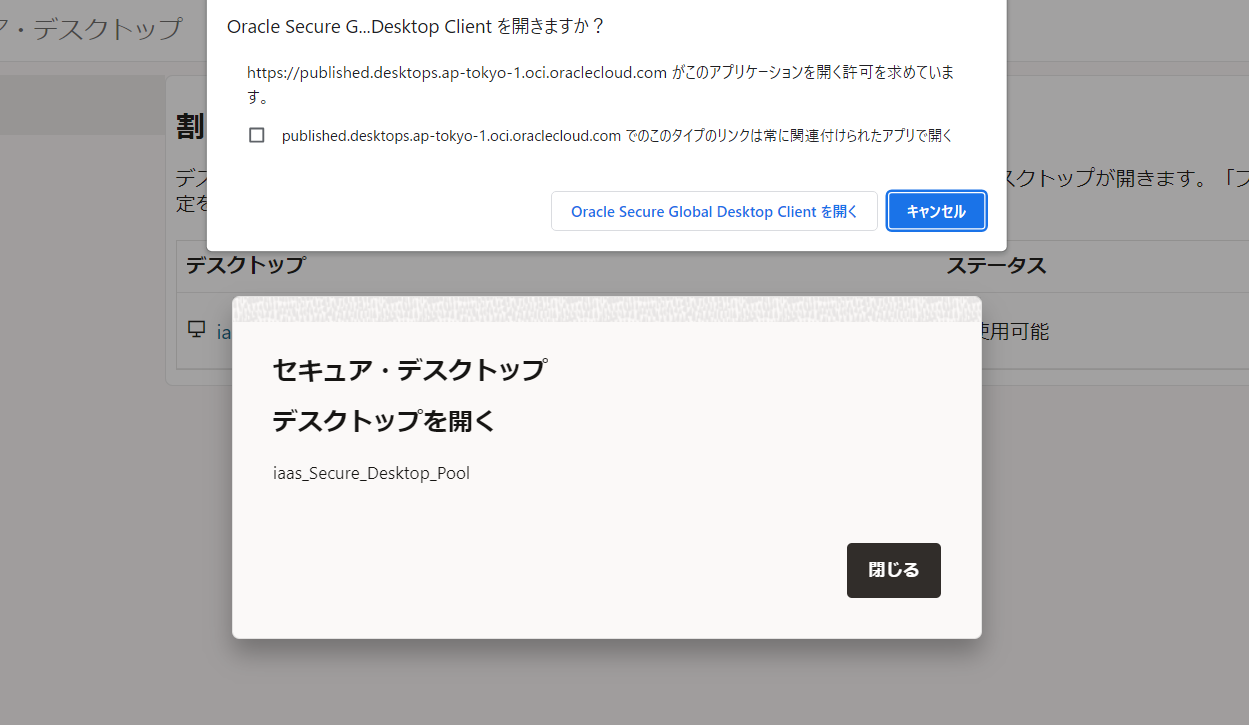 ア・デスクトップ
Oracle Secure G...Desktop Client を開きますか？
https://published.desktops.ap-tokyo-1.oci.oraclecloud.com がこのアプリケーションを開く許可を求めていま
す。
published.desktops.ap-tokyo-1.oci.oraclecloud.com でのこのタイプのリンクは常に関連付けられたアプリで開く
Oracle Secure Global Desktop Client を開く
キャンセル
割
デス
スクトップが開きます。「フ
定を
デスクトップ
ステータス
ia
使用可能
セキュア・デスクトップ
デスクトップを開く
iaas_Secure_Desktop_Pool
閉じる